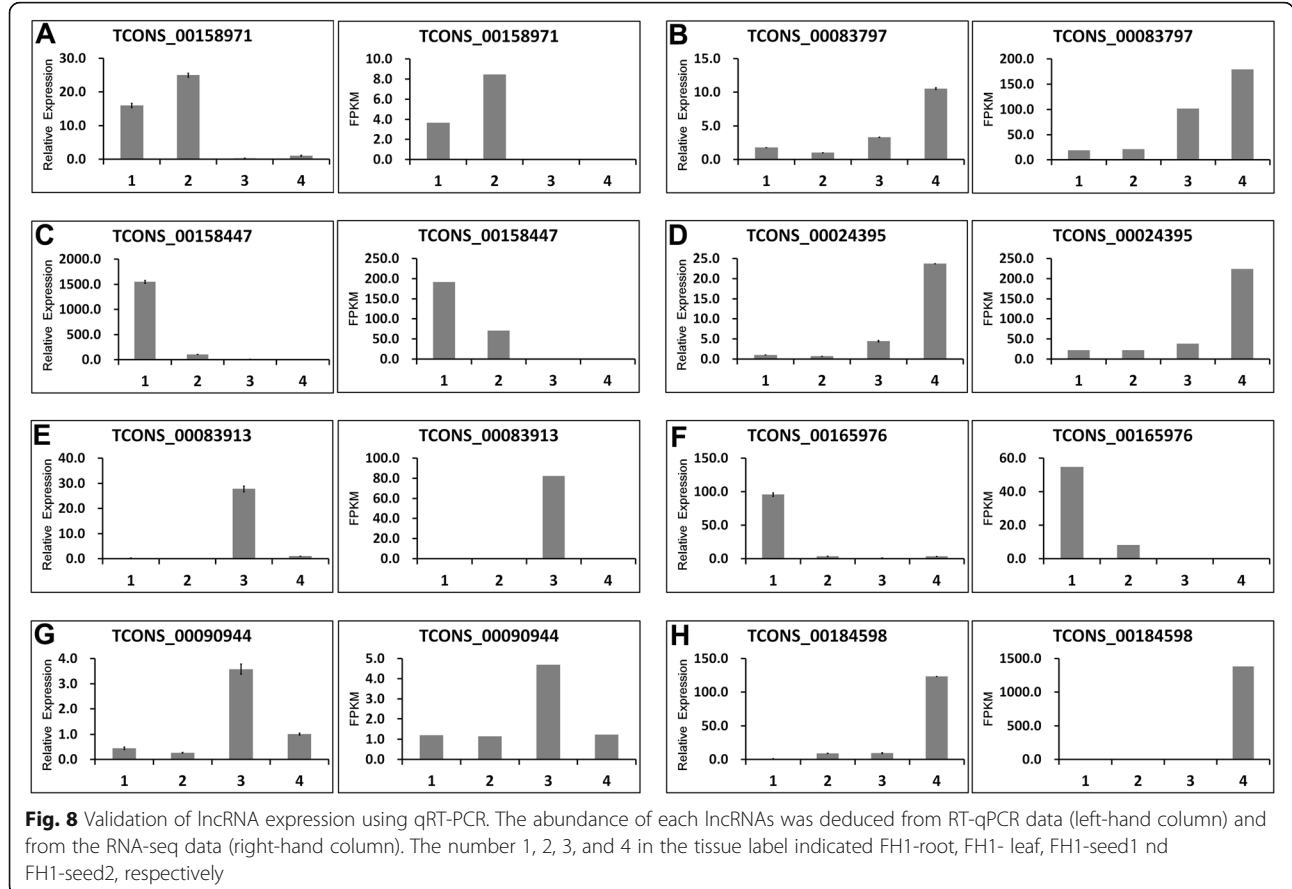 A
TCONS_00158971
Relative Expression
30.0
20.0
10.0
0.0
1 2 3 4
TCONS_00158971
FPKM
10.0
8.0
6.0
4.0
2.0
0.0
1 2 3 4
B
TCONS_00083797
Relative Expression
15.0
10.0
5.0
0.0
1 2 3 4
TCONS_00083797
FPKM
200.0
150.0
100.0
50.0
0.0
1 2 3 4
C
TCONS_00158447
Relative Expression
2000.0
1500.0
1000.0
500.0
0.0
1 2 3 4
TCONS_00158447
FPKM
250.0
200.0
150.0
100.0
50.0
0.0
1 2 3 4
D
TCONS_00024395
Relative Expression
25.0
20.0
15.0
10.0
5.0
0.0
1 2 3 4
TCONS_00024395
FPKM
250.0
200.0
150.0
100.0
50.0
0.0
1 2 3 4
E
TCONS_00083913
Relative Expression
40.0
30.0
20.0
10.0
0.0
1 2 3 4
TCONS_00083913
FPKM
100.0
80.0
60.0
40.0
20.0
0.0
1 2 3 4
F
TCONS_00165976
Relative Expression
150.0
100.0
50.0
0.0
1 2 3 4
TCONS_00165976
FPKM
60.0
40.0
20.0
0.0
1 2 3 4
G
TCONS_00090944
Relative Expression
4.0
3.0
2.0
1.0
0.0
1 2 3 4
TCONS_00090944
FPKM
5.0
4.0
3.0
2.0
1.0
0.0
1 2 3 4
H
TCONS_00184598
Relative Expression
150.0
100.0
50.0
0.0
1 2 3 4
TCONS_00184598
FPKM
1500.0
1000.0
500.0
0.0
1 2 3 4
Fig. 8 Validation of lncRNA expression using qRT-PCR. The abundance of each lncRNAs was deduced from RT-qPCR data (left-hand column) and
from the RNA-seq data (right-hand column). The number 1, 2, 3, and 4 in the tissue label indicated FH1-root, FH1- leaf, FH1-seed1 nd
FH1-seed2, respectively